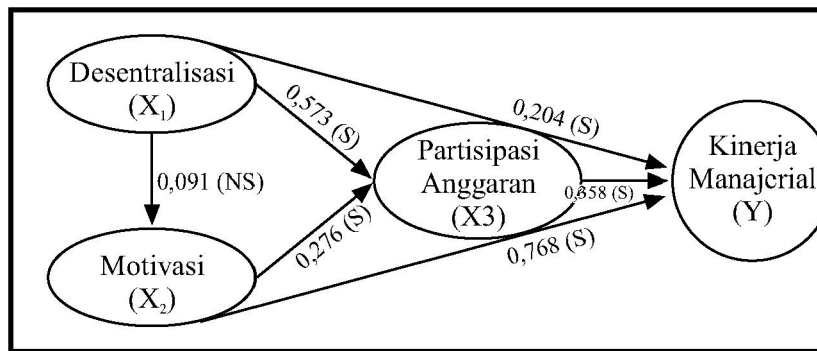 Desentralisasi
(X₁)
0,573 (S)
0,204 (S)
0,091 (NS)
Partisipasi
Anggaran
(X3)
0,358 (S)
Kinerja
Manajerial
(Y)
0,276 (S)
0,768 (S)
Motivasi
(X₂)